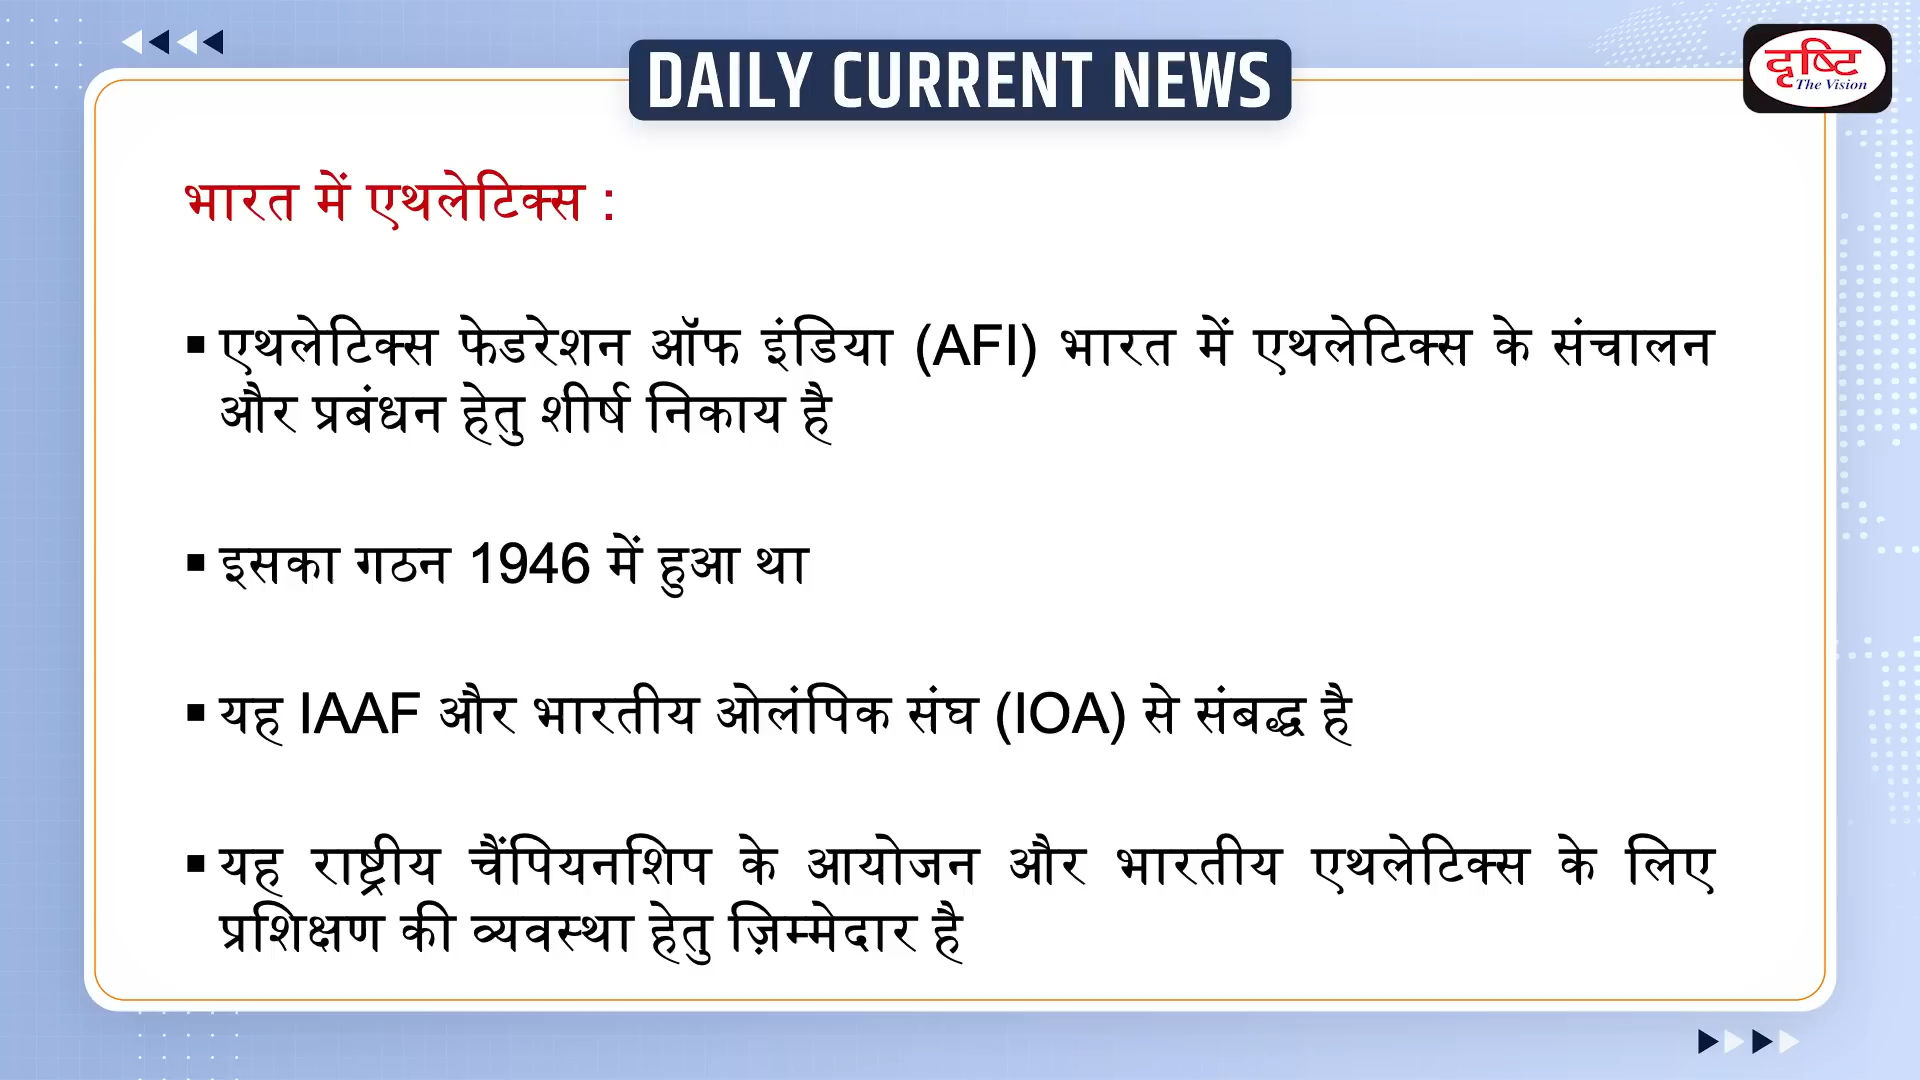 DAILY CURRENT NEWS
दृष्टि
The Vision
भारत में एथलेटिक्स :
▪ एथलेटिक्स फेडरेशन ऑफ इंडिया (AFI) भारत में एथलेटिक्स के संचालन
और प्रबंधन हेतु शीर्ष निकाय है
▪ इसका गठन 1946 में हुआ था
▪ यह IAAF और भारतीय ओलंपिक संघ (IOA) से संबद्ध है
▪ यह राष्ट्रीय चैंपियनशिप के आयोजन और भारतीय एथलेटिक्स के लिए
प्रशिक्षण की व्यवस्था हेतु ज़िम्मेदार है